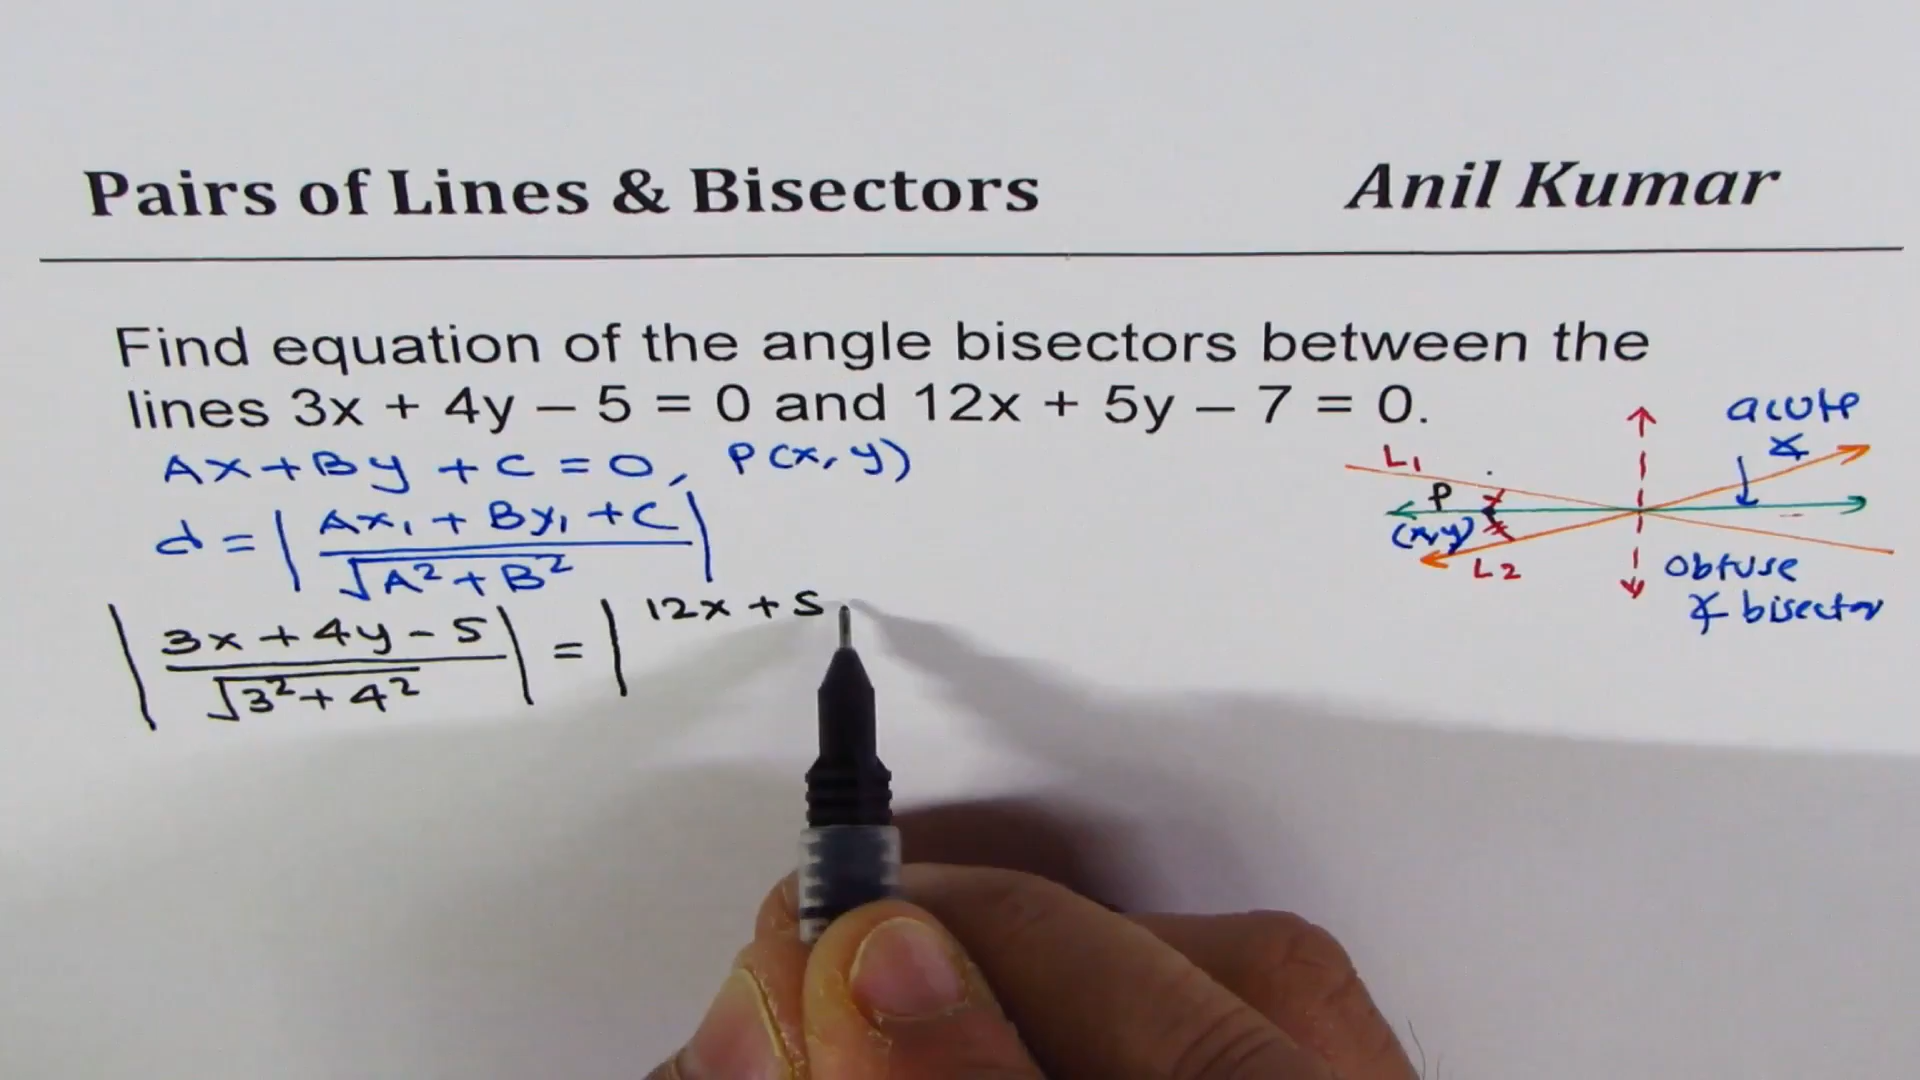 Pairs of Lines & Bisectors
Anil Kumar
Find equation of the angle bisectors between the
lines 3x + 4y – 5 = 0 and 12x + 5y – 7 = 0.
Ax + By + C = 0, P(x, y)
d = | Ax₁ + By₁ + C / √A² + B² |
| 3x + 4y - 5 / √3² + 4² | = | 12x + 5
acute
∡
L₁
P
(x,y)
L₂
Obtuse
∡ bisector